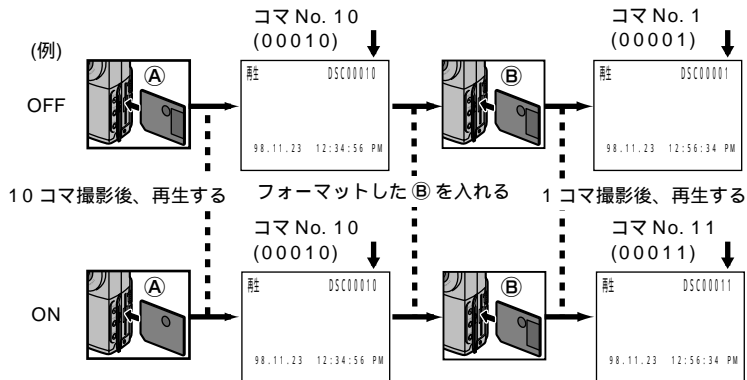 コマ No. 10
(00010)
コマ No. 1
(00001)
(例)
OFF
Ⓐ
再生 DSC00010
98.11.23 12:34:56 PM
Ⓑ
再生 DSC00001
98.11.23 12:56:34 PM
10 コマ撮影後、再生する
フォーマットした Ⓑ を入れる
1 コマ撮影後、再生する
コマ No. 10
(00010)
コマ No. 11
(00011)
ON
Ⓐ
再生 DSC00010
98.11.23 12:34:56 PM
Ⓑ
再生 DSC00011
98.11.23 12:56:34 PM